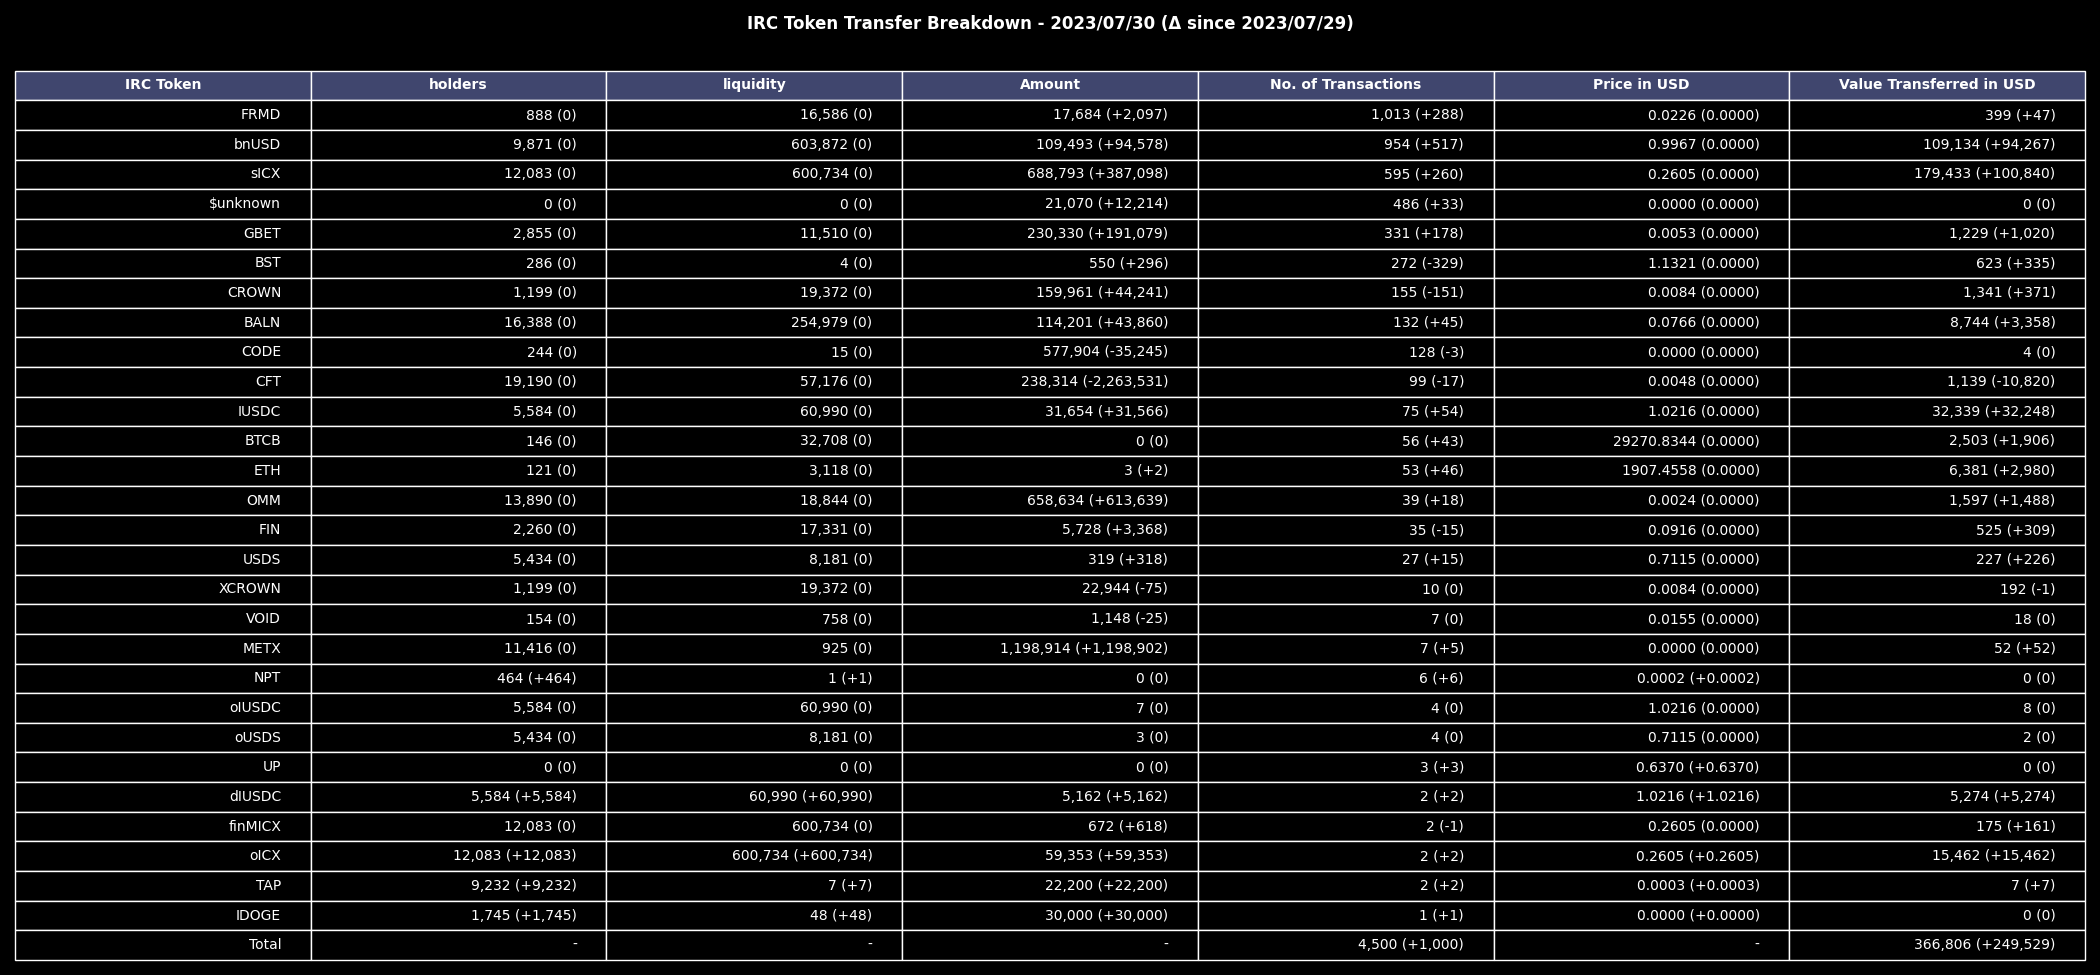 IRC Token Transfer Breakdown - 2023/07/30 (Δ since 2023/07/29)
IRC Token holders liquidity Amount No. of Transactions Price in USD Value Transferred in USD
FRMD 888 (0) 16,586 (0) 17,684 (+2,097) 1,013 (+288) 0.0226 (0.0000) 399 (+47)
bnUSD 9,871 (0) 603,872 (0) 109,493 (+94,578) 954 (+517) 0.9967 (0.0000) 109,134 (+94,267)
sICX 12,083 (0) 600,734 (0) 688,793 (+387,098) 595 (+260) 0.2605 (0.0000) 179,433 (+100,840)
$unknown 0 (0) 0 (0) 21,070 (+12,214) 486 (+33) 0.0000 (0.0000) 0 (0)
GBET 2,855 (0) 11,510 (0) 230,330 (+191,079) 331 (+178) 0.0053 (0.0000) 1,229 (+1,020)
BST 286 (0) 4 (0) 550 (+296) 272 (-329) 1.1321 (0.0000) 623 (+335)
CROWN 1,199 (0) 19,372 (0) 159,961 (+44,241) 155 (-151) 0.0084 (0.0000) 1,341 (+371)
BALN 16,388 (0) 254,979 (0) 114,201 (+43,860) 132 (+45) 0.0766 (0.0000) 8,744 (+3,358)
CODE 244 (0) 15 (0) 577,904 (-35,245) 128 (-3) 0.0000 (0.0000) 4 (0)
CFT 19,190 (0) 57,176 (0) 238,314 (-2,263,531) 99 (-17) 0.0048 (0.0000) 1,139 (-10,820)
IUSDC 5,584 (0) 60,990 (0) 31,654 (+31,566) 75 (+54) 1.0216 (0.0000) 32,339 (+32,248)
BTCB 146 (0) 32,708 (0) 0 (0) 56 (+43) 29270.8344 (0.0000) 2,503 (+1,906)
ETH 121 (0) 3,118 (0) 3 (+2) 53 (+46) 1907.4558 (0.0000) 6,381 (+2,980)
OMM 13,890 (0) 18,844 (0) 658,634 (+613,639) 39 (+18) 0.0024 (0.0000) 1,597 (+1,488)
FIN 2,260 (0) 17,331 (0) 5,728 (+3,368) 35 (-15) 0.0916 (0.0000) 525 (+309)
USDS 5,434 (0) 8,181 (0) 319 (+318) 27 (+15) 0.7115 (0.0000) 227 (+226)
XCROWN 1,199 (0) 19,372 (0) 22,944 (-75) 10 (0) 0.0084 (0.0000) 192 (-1)
VOID 154 (0) 758 (0) 1,148 (-25) 7 (0) 0.0155 (0.0000) 18 (0)
METX 11,416 (0) 925 (0) 1,198,914 (+1,198,902) 7 (+5) 0.0000 (0.0000) 52 (+52)
NPT 464 (+464) 1 (+1) 0 (0) 6 (+6) 0.0002 (+0.0002) 0 (0)
oIUSDC 5,584 (0) 60,990 (0) 7 (0) 4 (0) 1.0216 (0.0000) 8 (0)
oUSDS 5,434 (0) 8,181 (0) 3 (0) 4 (0) 0.7115 (0.0000) 2 (0)
UP 0 (0) 0 (0) 0 (0) 3 (+3) 0.6370 (+0.6370) 0 (0)
dIUSDC 5,584 (+5,584) 60,990 (+60,990) 5,162 (+5,162) 2 (+2) 1.0216 (+1.0216) 5,274 (+5,274)
finMICX 12,083 (0) 600,734 (0) 672 (+618) 2 (-1) 0.2605 (0.0000) 175 (+161)
oICX 12,083 (+12,083) 600,734 (+600,734) 59,353 (+59,353) 2 (+2) 0.2605 (+0.2605) 15,462 (+15,462)
TAP 9,232 (+9,232) 7 (+7) 22,200 (+22,200) 2 (+2) 0.0003 (+0.0003) 7 (+7)
IDOGE 1,745 (+1,745) 48 (+48) 30,000 (+30,000) 1 (+1) 0.0000 (+0.0000) 0 (0)
Total - - - 4,500 (+1,000) - 366,806 (+249,529)